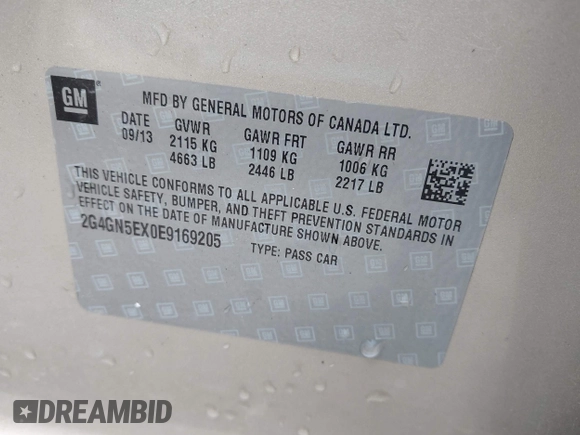 GM
MFD BY GENERAL MOTORS OF CANADA LTD.
DATE GVWR GAWR FRT GAWR RR
09/13 2115 KG 1109 KG 1006 KG
4663 LB 2446 LB 2217 LB
THIS VEHICLE CONFORMS TO ALL APPLICABLE U.S. FEDERAL MOTOR
VEHICLE SAFETY, BUMPER, AND THEFT PREVENTION STANDARDS IN
EFFECT ON THE DATE OF MANUFACTURE SHOWN ABOVE.
2G4GN5EX0E9169205 TYPE: PASS CAR
DREAMBID